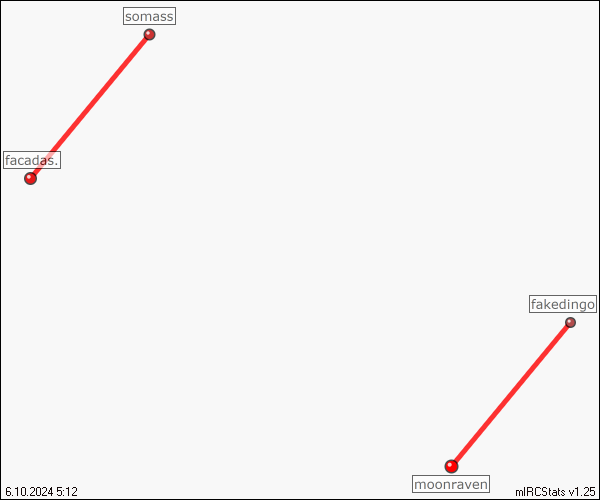 somass
facadas.
fakedingo
moonraven
6.10.2024 5:12
mIRCStats v1.25